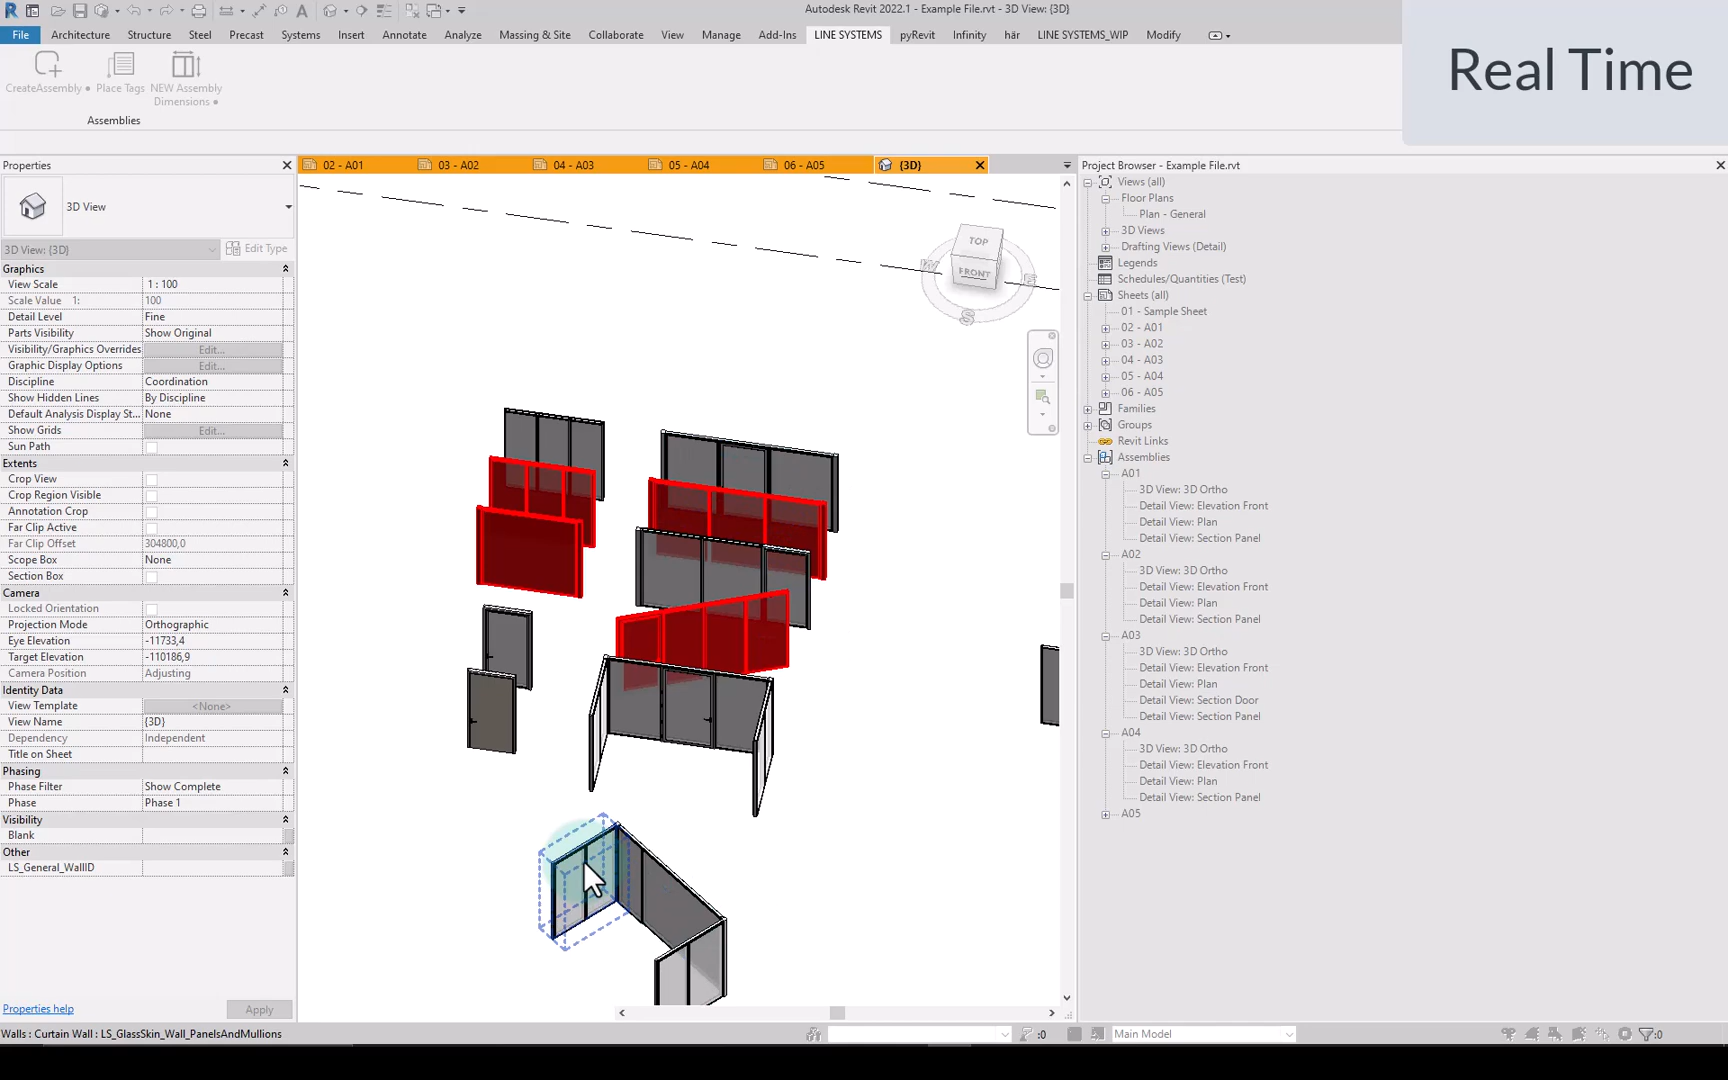 Autodesk Revit 2022.1 - Example File.rvt - 3D View: {3D}
File Architecture Structure Steel Precast Systems Insert Annotate Analyze Massing & Site Collaborate View Manage Add-Ins LINE SYSTEMS pyRevit Infinity här LINE SYSTEMS_WIP Modify
Real Time
CreateAssembly Place Tags NEW Assembly
Dimensions
Assemblies
Properties
02 - A01 03 - A02 04 - A03 05 - A04 06 - A05 {3D}
Project Browser - Example File.rvt
3D View
3D View: {3D} Edit Type
Graphics
View Scale 1 : 100
Scale Value 1: 100
Detail Level Fine
Parts Visibility Show Original
Visibility/Graphics Overrides Edit...
Graphic Display Options Edit...
Discipline Coordination
Show Hidden Lines By Discipline
Default Analysis Display St... None
Show Grids Edit...
Sun Path
Extents
Crop View
Crop Region Visible
Annotation Crop
Far Clip Active
Far Clip Offset 304800,0
Scope Box None
Section Box
Camera
Locked Orientation
Projection Mode Orthographic
Eye Elevation -11733,4
Target Elevation -110186,9
Camera Position Adjusting
Identity Data
View Template <None>
View Name {3D}
Dependency Independent
Title on Sheet
Phasing
Phase Filter Show Complete
Phase Phase 1
Visibility
Blank
Other
LS_General_WallID
Properties help Apply
TOP
FRONT
W E
S
Views (all)
Floor Plans
Plan - General
3D Views
Drafting Views (Detail)
Legends
Schedules/Quantities (Test)
Sheets (all)
01 - Sample Sheet
02 - A01
03 - A02
04 - A03
05 - A04
06 - A05
Families
Groups
Revit Links
Assemblies
A01
3D View: 3D Ortho
Detail View: Elevation Front
Detail View: Plan
Detail View: Section Panel
A02
3D View: 3D Ortho
Detail View: Elevation Front
Detail View: Plan
Detail View: Section Panel
A03
3D View: 3D Ortho
Detail View: Elevation Front
Detail View: Plan
Detail View: Section Door
Detail View: Section Panel
A04
3D View: 3D Ortho
Detail View: Elevation Front
Detail View: Plan
Detail View: Section Panel
A05
Walls : Curtain Wall : LS_GlassSkin_Wall_PanelsAndMullions :0 Main Model :0